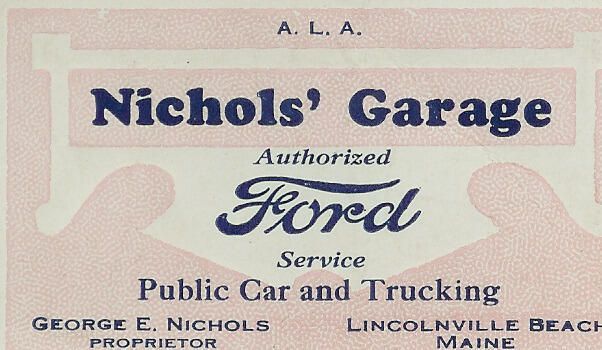 A. L. A.
Nichols' Garage
Authorized
Ford
Service
Public Car and Trucking
GEORGE E. NICHOLS
PROPRIETOR
LINCOLNVILLE BEACH
MAINE